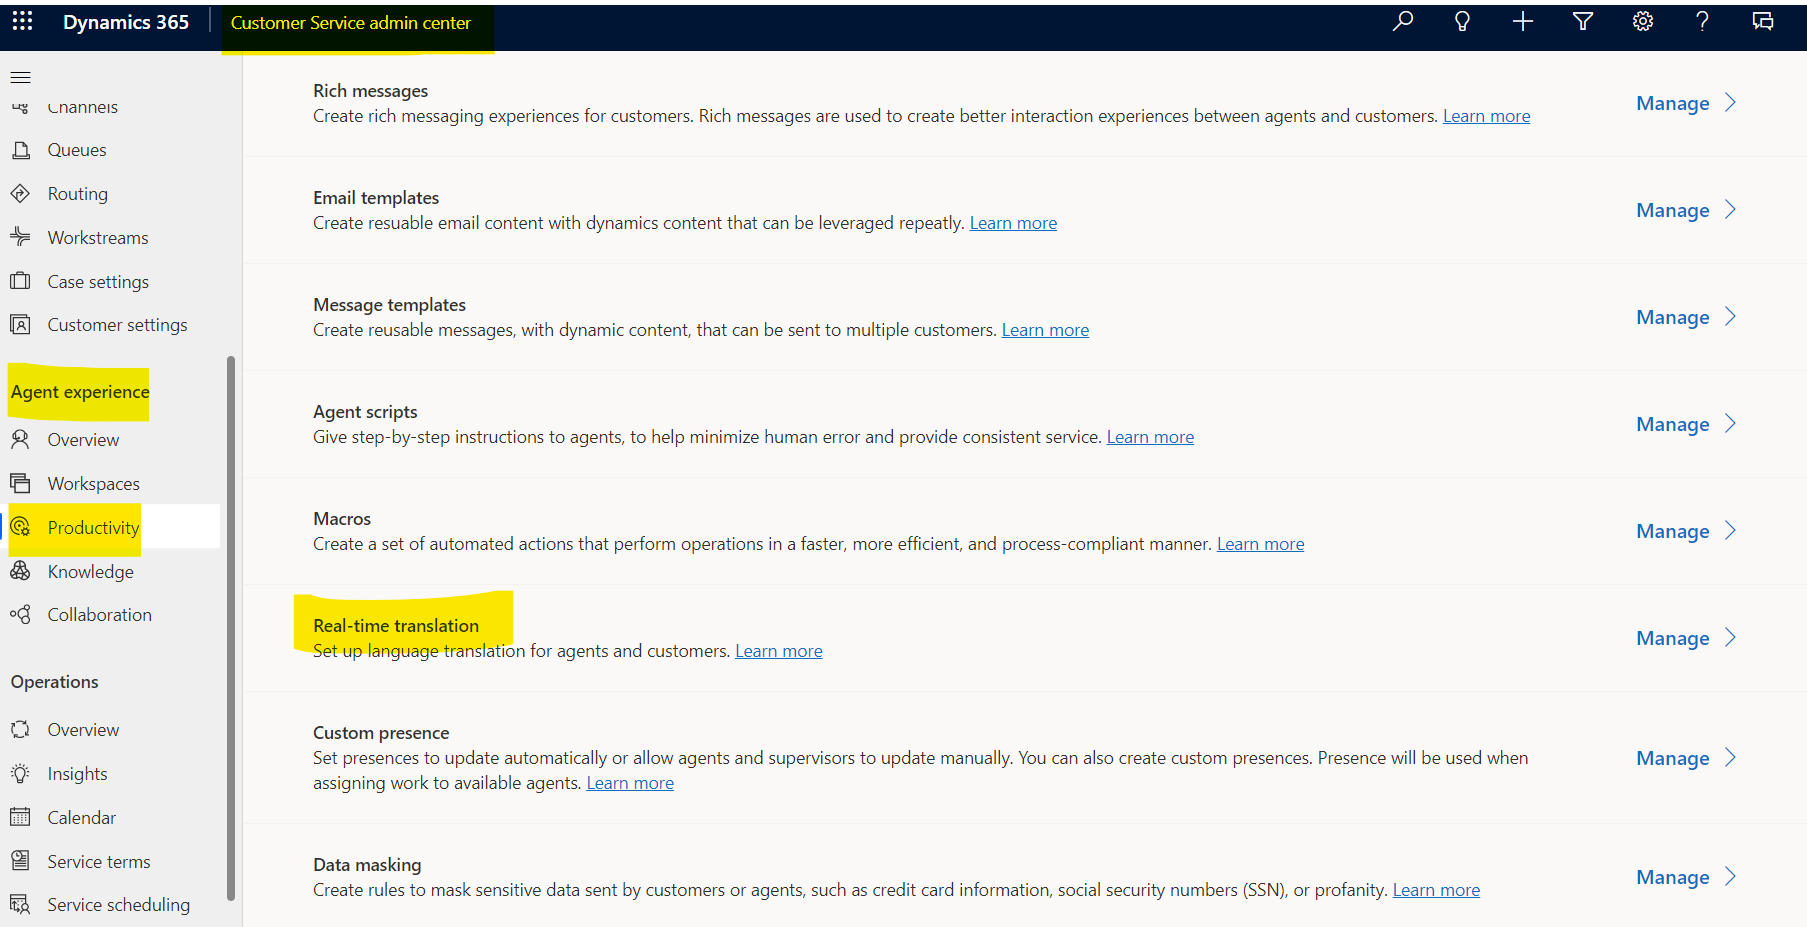 Dynamics 365
Customer Service admin center
Channels
Queues
Routing
Workstreams
Case settings
Customer settings
Agent experience
Overview
Workspaces
Productivity
Knowledge
Collaboration
Operations
Overview
Insights
Calendar
Service terms
Service scheduling
Rich messages
Create rich messaging experiences for customers. Rich messages are used to create better interaction experiences between agents and customers. Learn more
Manage
Email templates
Create resuable email content with dynamics content that can be leveraged repeatly. Learn more
Manage
Message templates
Create reusable messages, with dynamic content, that can be sent to multiple customers. Learn more
Manage
Agent scripts
Give step-by-step instructions to agents, to help minimize human error and provide consistent service. Learn more
Manage
Macros
Create a set of automated actions that perform operations in a faster, more efficient, and process-compliant manner. Learn more
Manage
Real-time translation
Set up language translation for agents and customers. Learn more
Manage
Custom presence
Set presences to update automatically or allow agents and supervisors to update manually. You can also create custom presences. Presence will be used when
assigning work to available agents. Learn more
Manage
Data masking
Create rules to mask sensitive data sent by customers or agents, such as credit card information, social security numbers (SSN), or profanity. Learn more
Manage